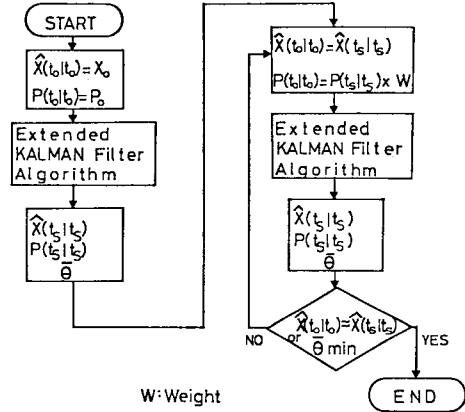 START
X̂(t₀|t₀)=X₀
P(t₀|t₀)=P₀
Extended
KALMAN Filter
Algorithm
X̂(tₛ|tₛ)
P(tₛ|tₛ)
θ̄
X̂(t₀|t₀)=X̂(tₛ|tₛ)
P(t₀|t₀)=P(tₛ|tₛ)×W
Extended
KALMAN Filter
Algorithm
X̂(tₛ|tₛ)
P(tₛ|tₛ)
θ̄
X̂(t₀|t₀)≃X̂(tₛ|tₛ)
or θ̄ min
NO
YES
END
W:Weight